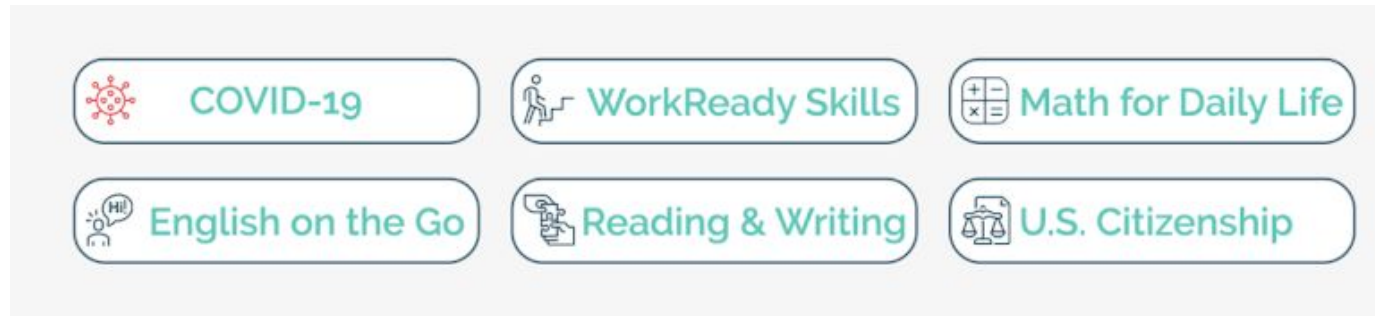 COVID-19
WorkReady Skills
+ - × =
Math for Daily Life
Hi!
English on the Go
Reading & Writing
U.S. Citizenship